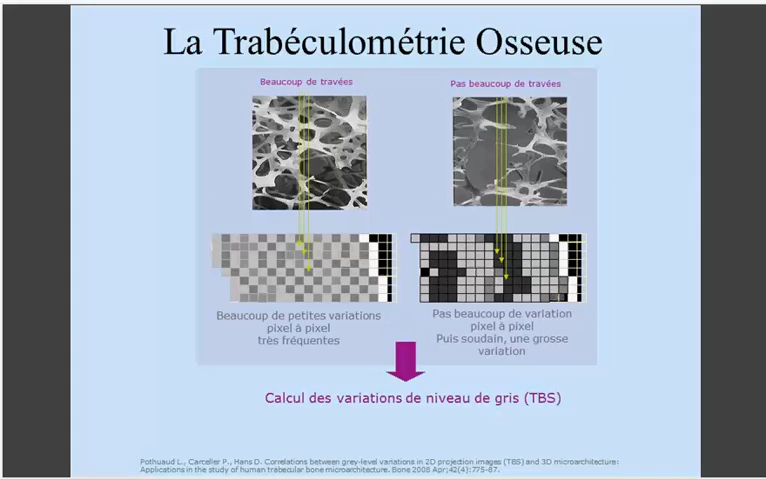 La Trabéculométrie Osseuse
Beaucoup de travées
Pas beaucoup de travées
Beaucoup de petites variations
pixel à pixel
très fréquentes
Pas beaucoup de variation
pixel à pixel
Puis soudain, une grosse
variation
Calcul des variations de niveau de gris (TBS)
Pothuaud L., Carceller P., Hans D. Correlations between grey-level variations in 2D projection images (TBS) and 3D microarchitecture:
Applications in the study of human trabecular bone microarchitecture. Bone 2008 Apr;42(4):775-87.